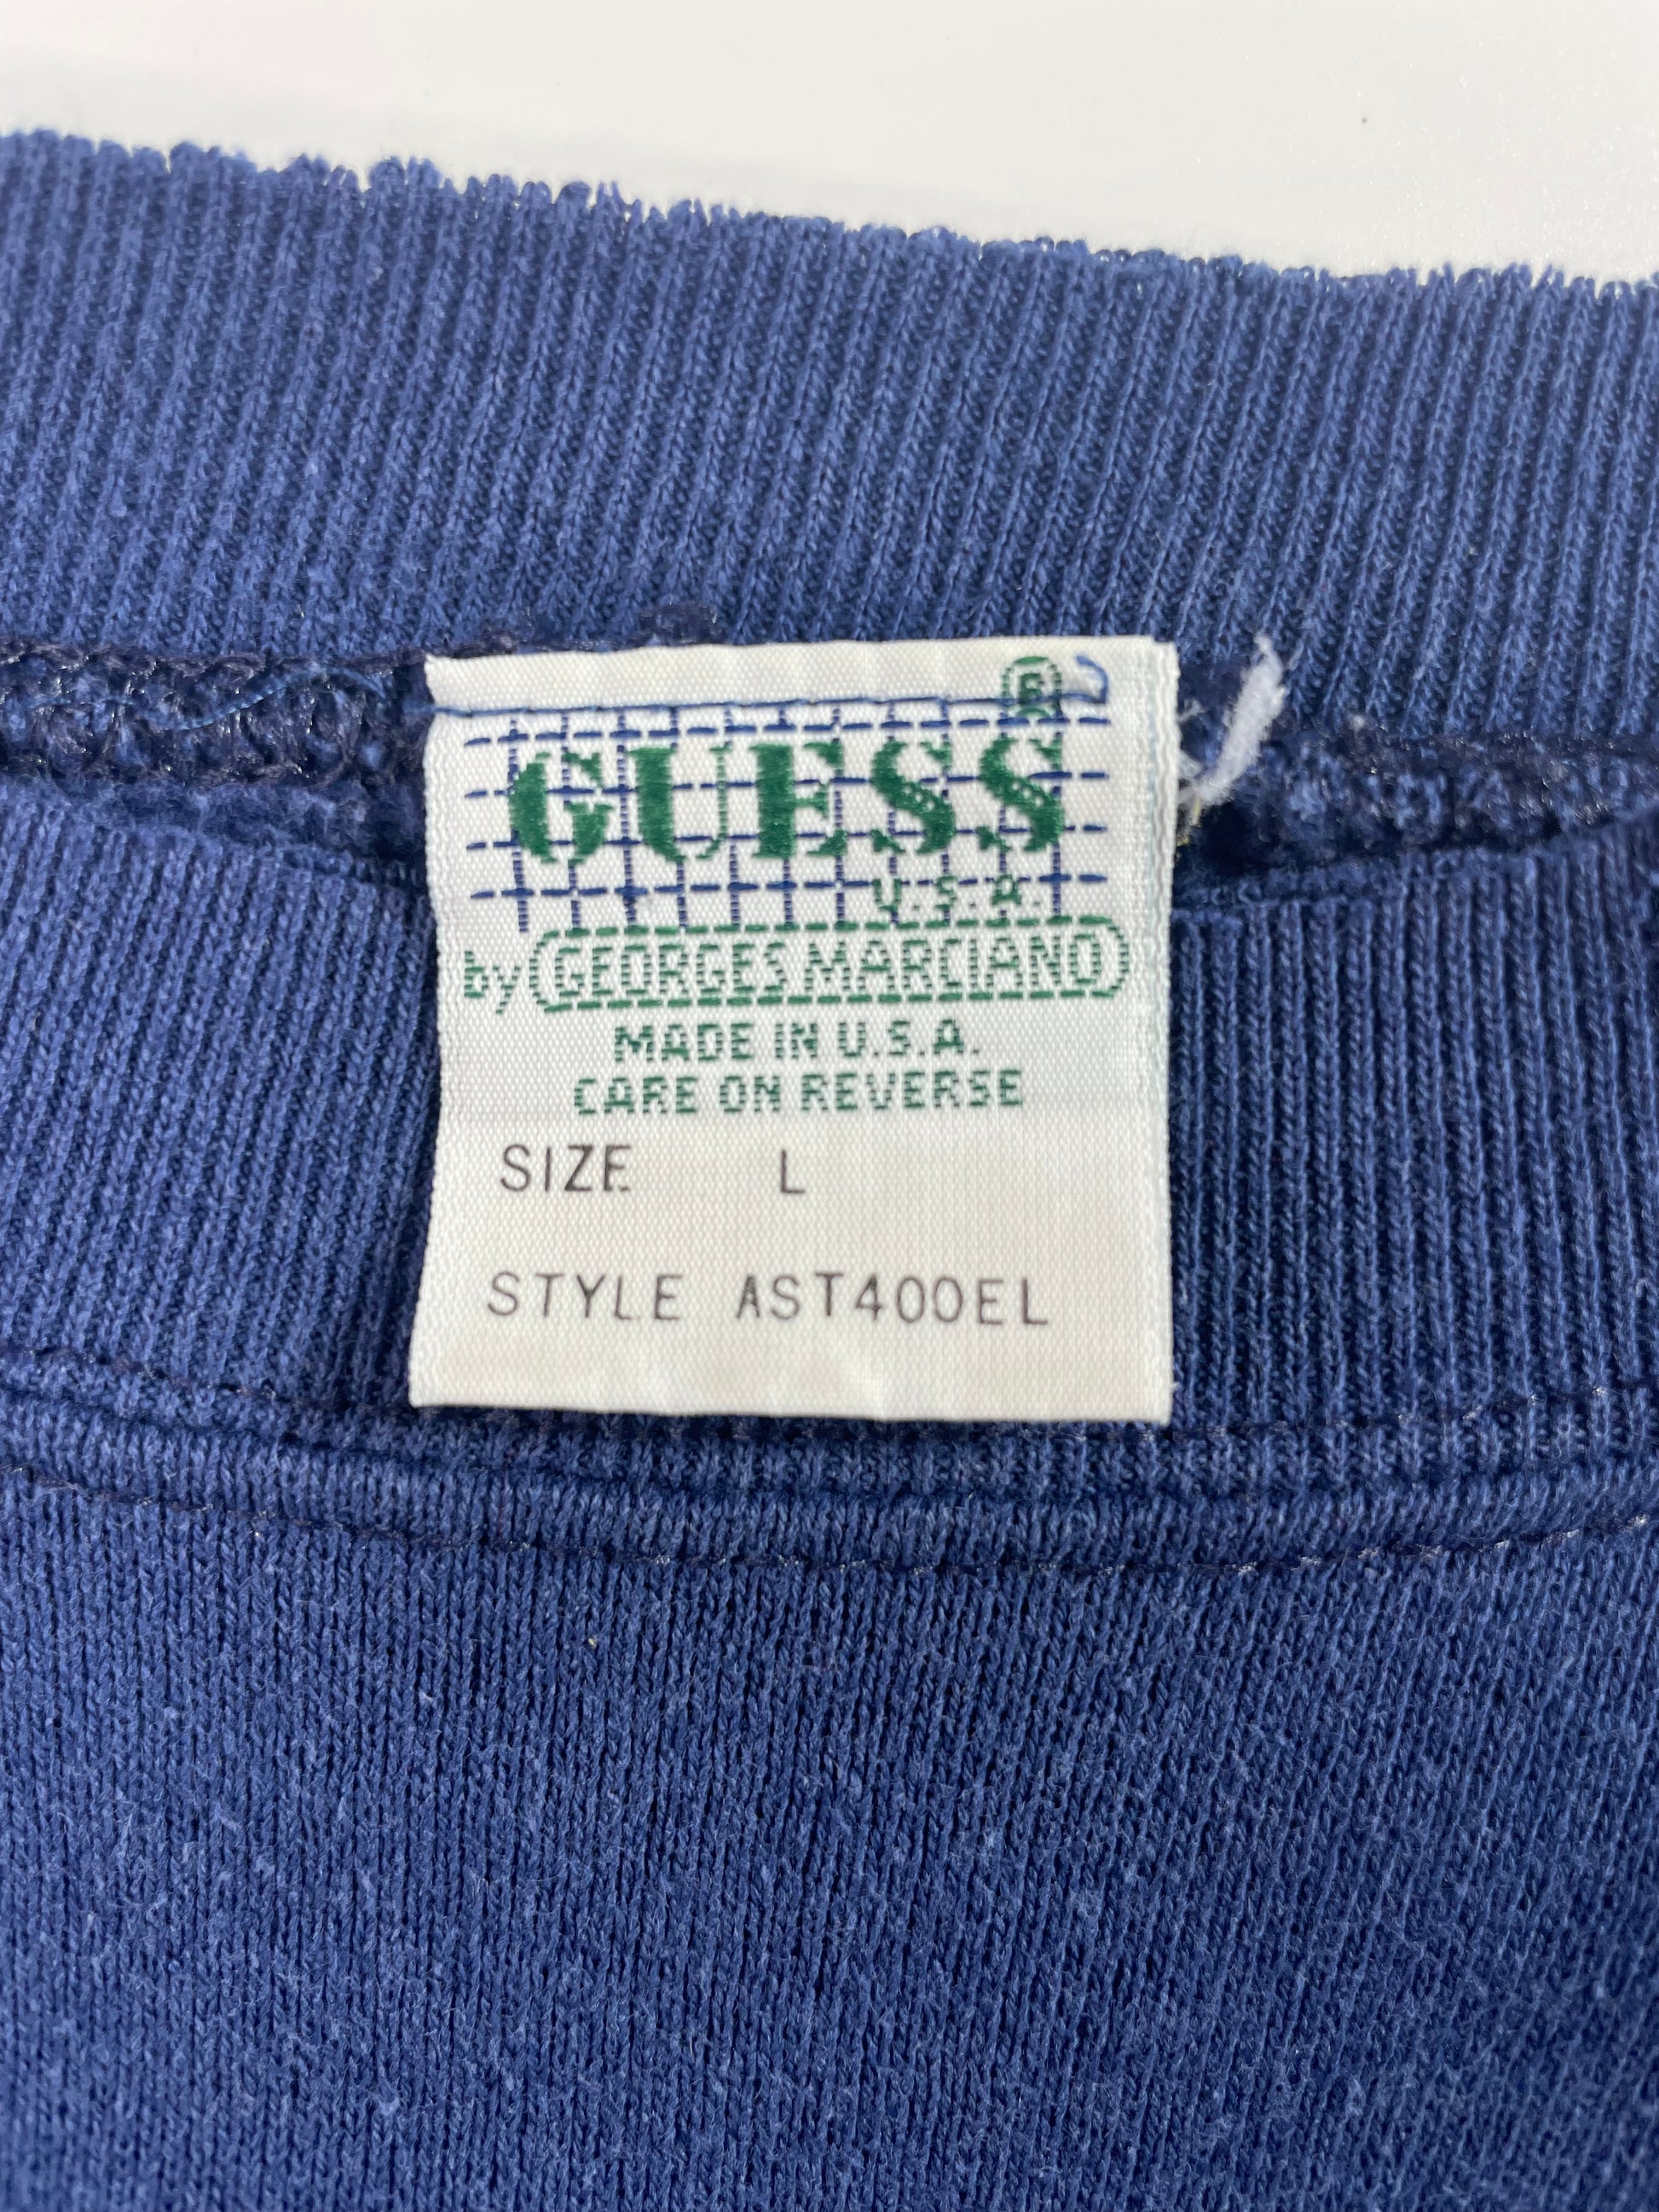 ®
GUESS
U.S.A.
by GEORGES MARCIANO
MADE IN U.S.A.
CARE ON REVERSE
SIZE L
STYLE AST400EL